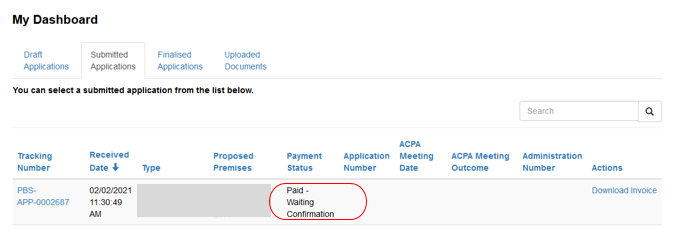 My Dashboard
Draft Applications
Submitted Applications
Finalised Applications
Uploaded Documents
You can select a submitted application from the list below.
Search
Tracking Number
Received Date
Type
Proposed Premises
Payment Status
Application Number
ACPA Meeting Date
ACPA Meeting Outcome
Administration Number
Actions
PBS-APP-0002687
02/02/2021 11:30:49 AM
Paid - Waiting Confirmation
Download Invoice